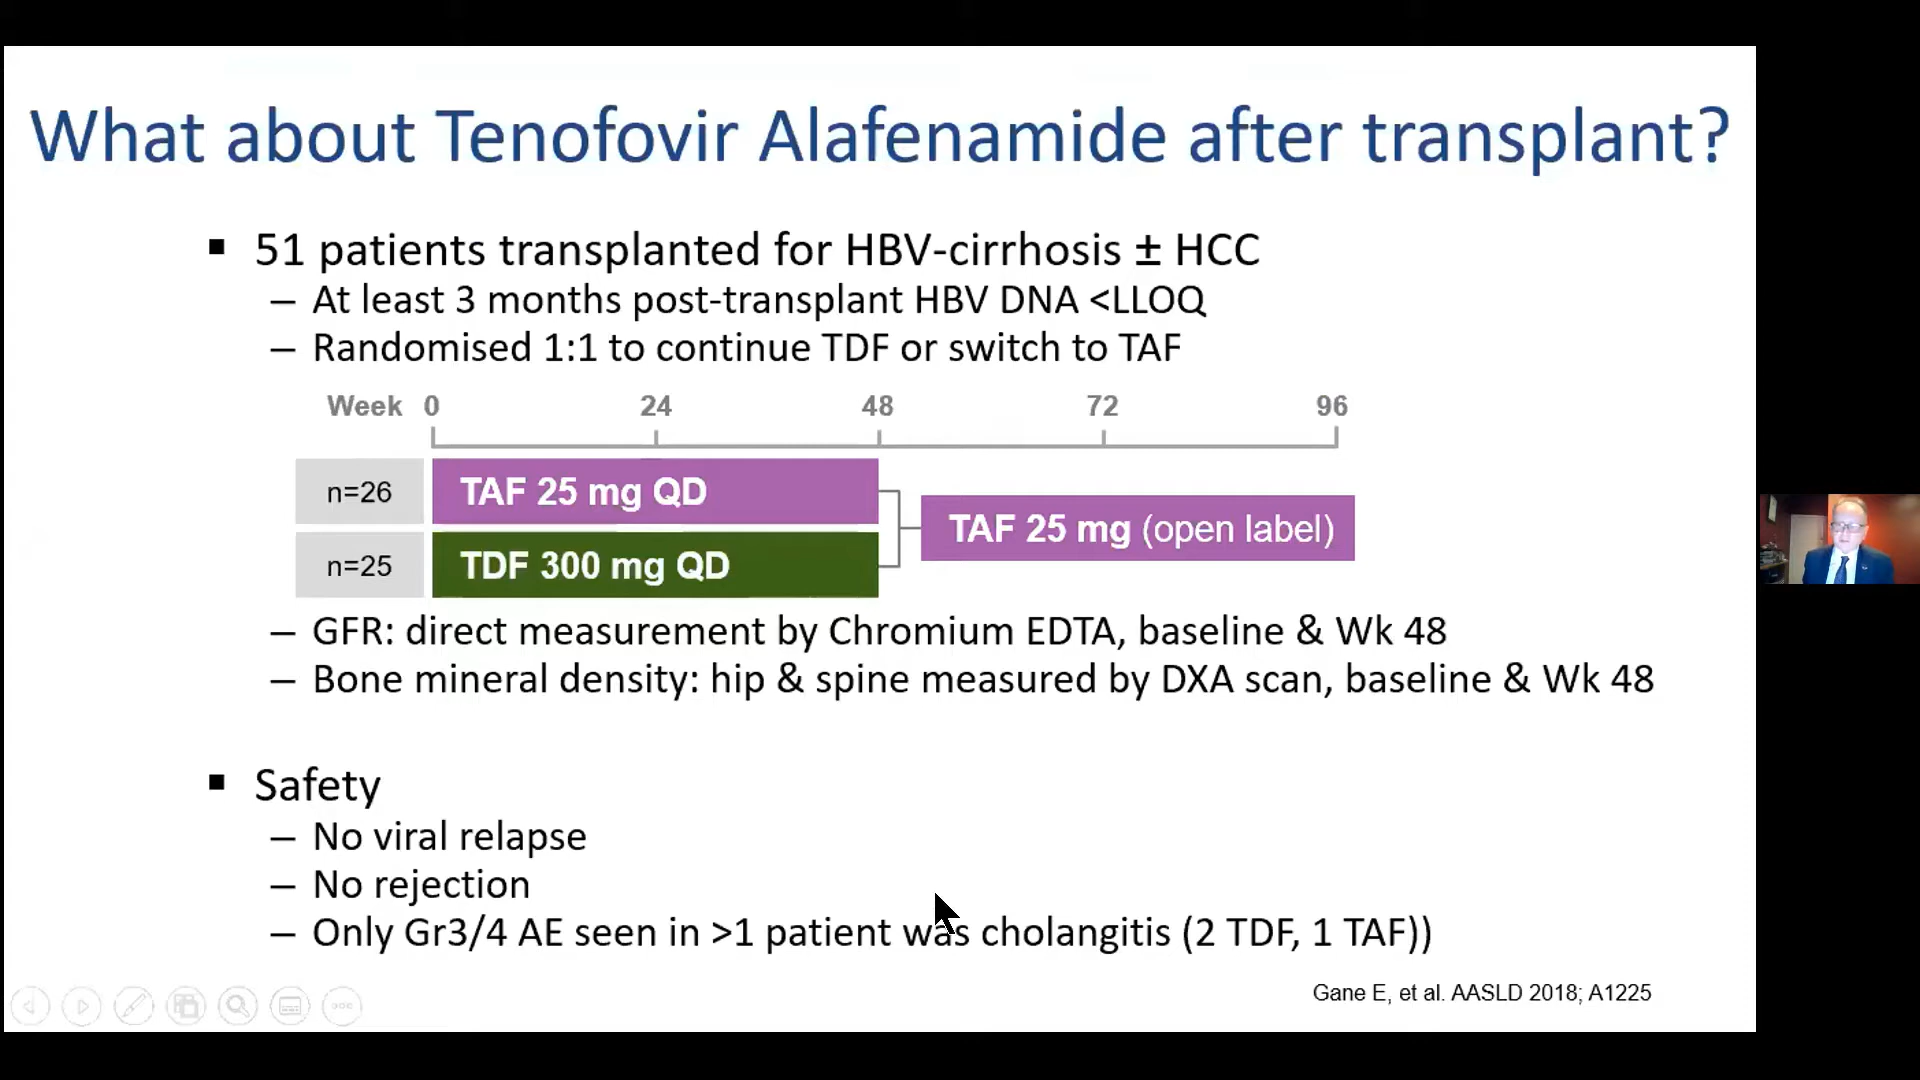 What about Tenofovir Alafenamide after transplant?
▪ 51 patients transplanted for HBV-cirrhosis ± HCC
– At least 3 months post-transplant HBV DNA <LLOQ
– Randomised 1:1 to continue TDF or switch to TAF
Week 0 24 48 72 96
n=26 TAF 25 mg QD
TAF 25 mg (open label)
n=25 TDF 300 mg QD
– GFR: direct measurement by Chromium EDTA, baseline & Wk 48
– Bone mineral density: hip & spine measured by DXA scan, baseline & Wk 48
▪ Safety
– No viral relapse
– No rejection
– Only Gr3/4 AE seen in >1 patient was cholangitis (2 TDF, 1 TAF))
Gane E, et al. AASLD 2018; A1225